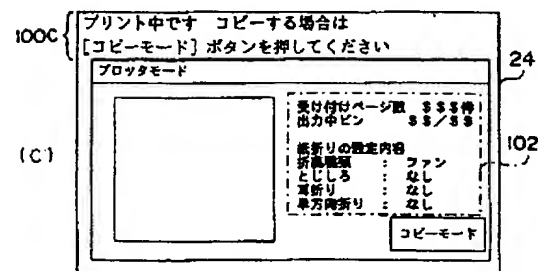 プリント中です コピーする場合は
100C
[コピーモード] ボタンを押してください
プロッタモード
24
受け付けページ数 $$$件
出力中ビン $$/$$
(C)
紙折りの設定内容
102
折高種類 : ファン
とじしろ : なし
耳折り : なし
単方向折り : なし
コピーモード